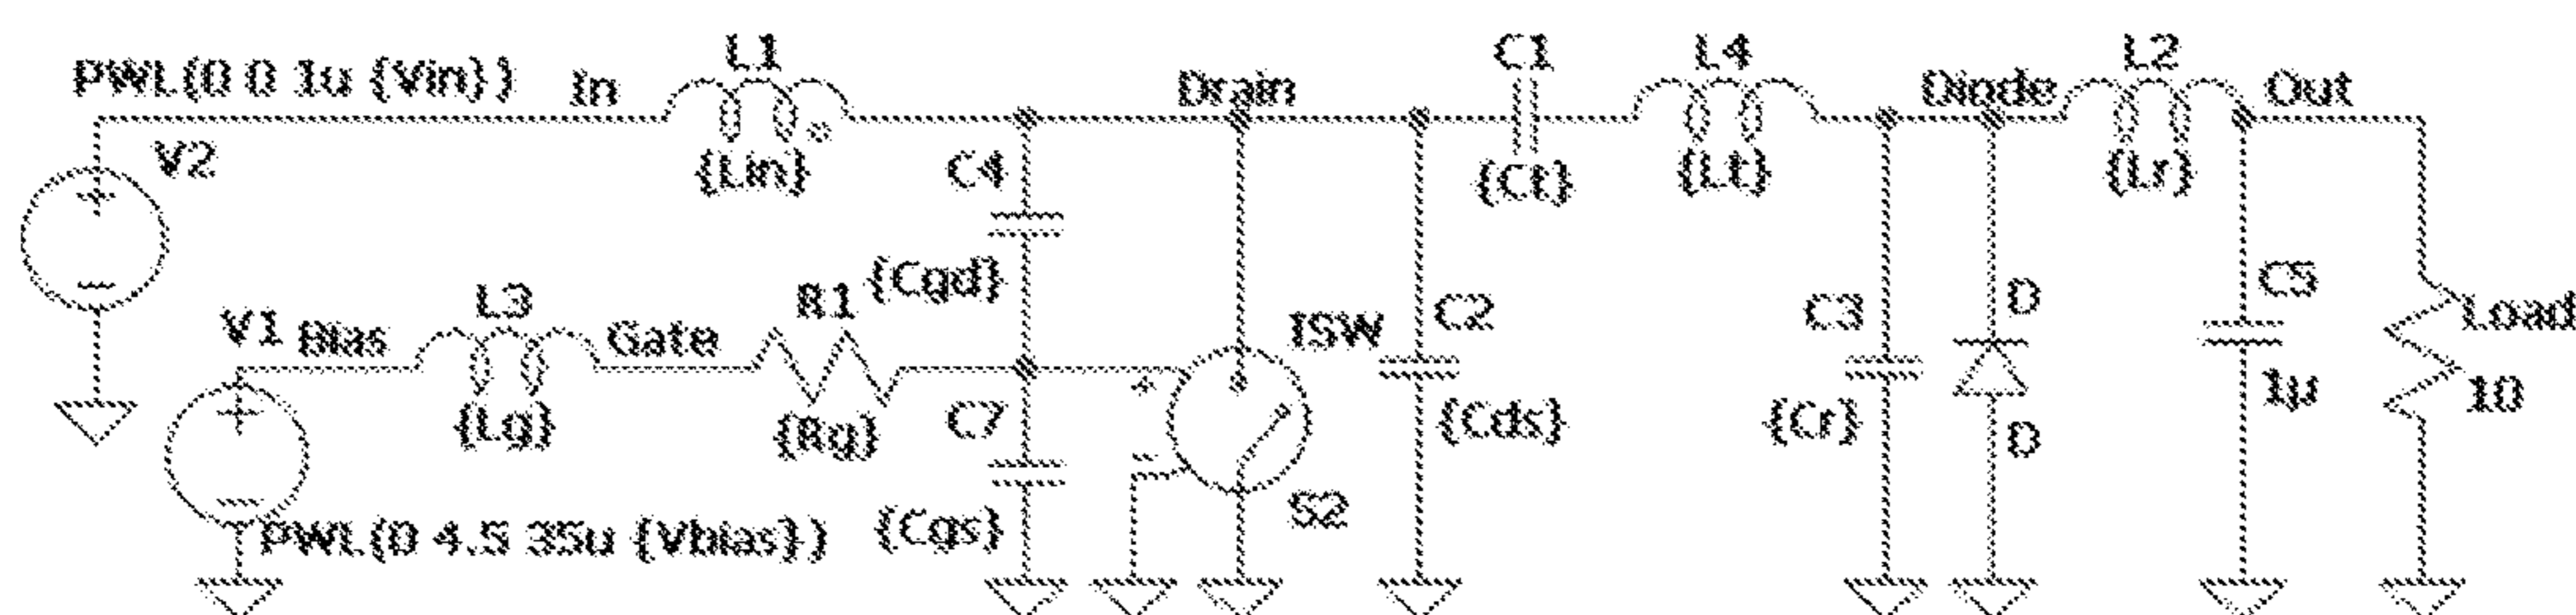 PWL(0 0 1u {Vin})
In
L1
{Lin}
V2
Drain
C4
{Cgd}
C1
{Ct}
L4
{Lt}
Diode
L2
{Lr}
Out
V1
Bias
L3
{Lg}
Gate
R1
{Rg}
C7
{Cgs}
PWL(0 4.5 35u {Vbias})
+
-
ISW
S2
C2
{Cds}
C3
{Cr}
D
D
C5
1µ
Load
10